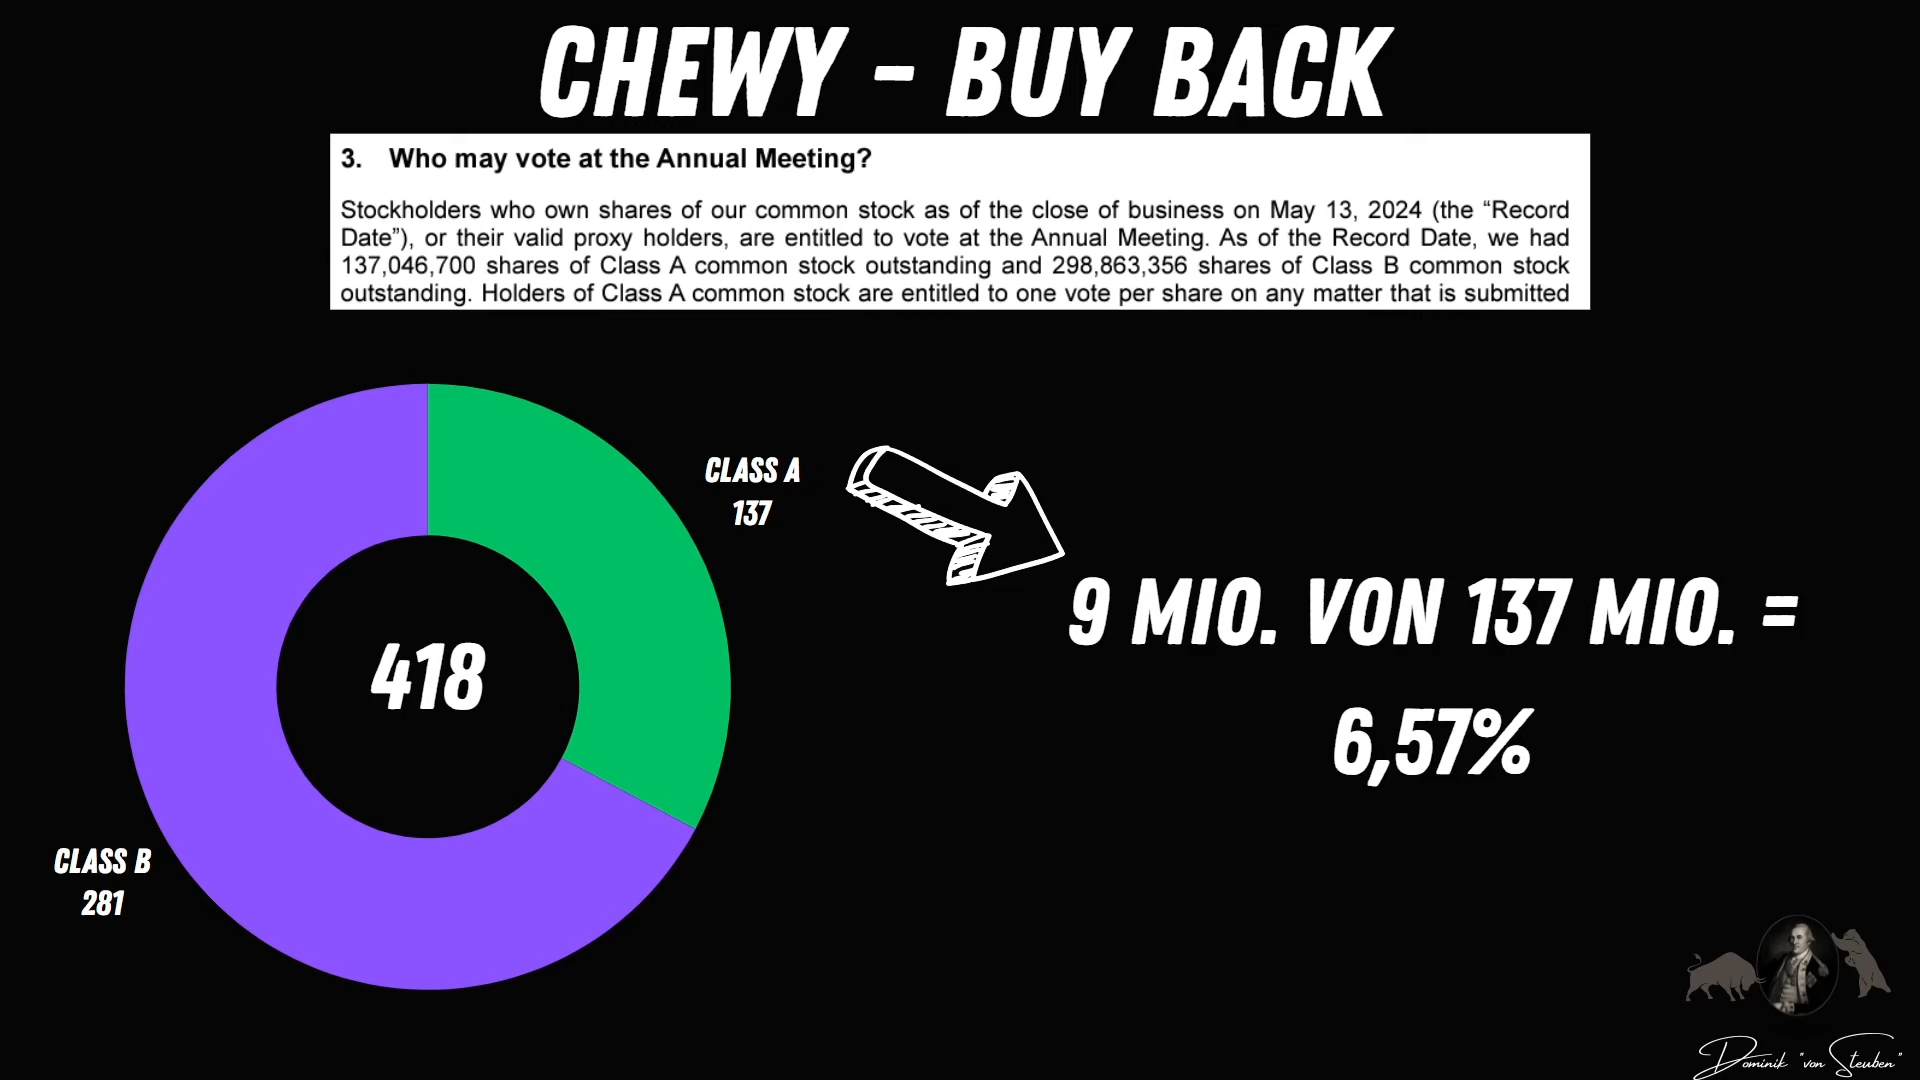 CHEWY - BUY BACK
3. Who may vote at the Annual Meeting?
Stockholders who own shares of our common stock as of the close of business on May 13, 2024 (the “Record
Date”), or their valid proxy holders, are entitled to vote at the Annual Meeting. As of the Record Date, we had
137,046,700 shares of Class A common stock outstanding and 298,863,356 shares of Class B common stock
outstanding. Holders of Class A common stock are entitled to one vote per share on any matter that is submitted
CLASS A
137
9 MIO. VON 137 MIO. =
6,57%
418
CLASS B
281
Dominik "von Steuben"